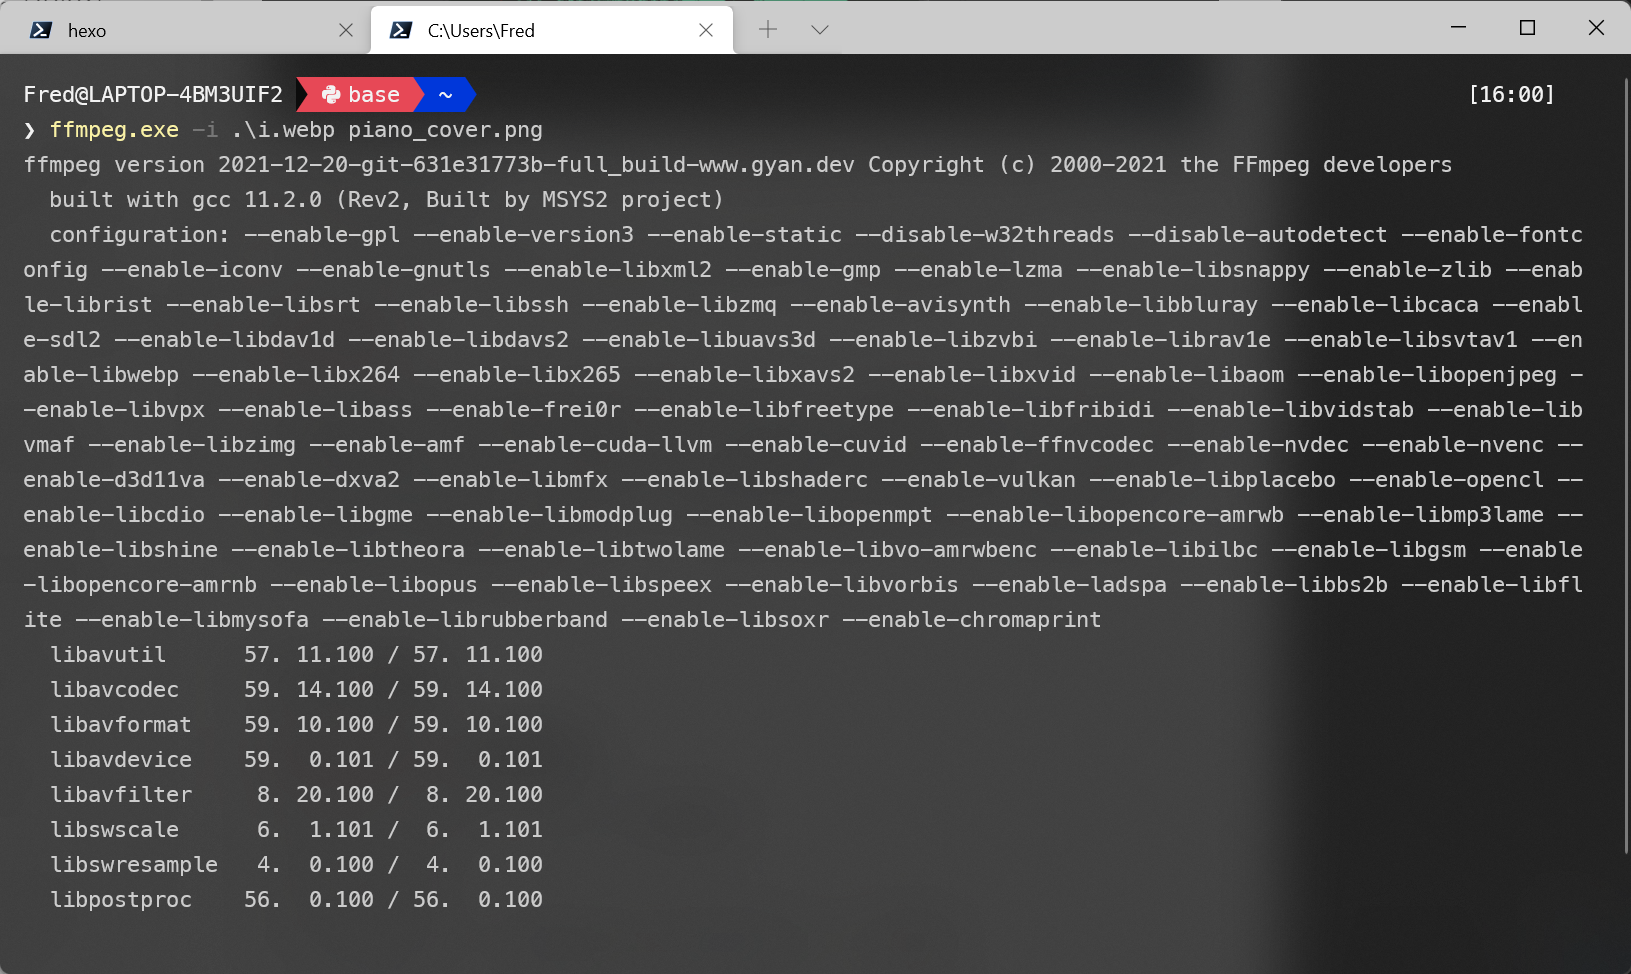 hexo
C:\Users\Fred
Fred@LAPTOP-4BM3UIF2 base ~ [16:00]
❯ ffmpeg.exe -i .\i.webp piano_cover.png
ffmpeg version 2021-12-20-git-631e31773b-full_build-www.gyan.dev Copyright (c) 2000-2021 the FFmpeg developers
  built with gcc 11.2.0 (Rev2, Built by MSYS2 project)
  configuration: --enable-gpl --enable-version3 --enable-static --disable-w32threads --disable-autodetect --enable-fontc
onfig --enable-iconv --enable-gnutls --enable-libxml2 --enable-gmp --enable-lzma --enable-libsnappy --enable-zlib --enab
le-librist --enable-libsrt --enable-libssh --enable-libzmq --enable-avisynth --enable-libbluray --enable-libcaca --enabl
e-sdl2 --enable-libdav1d --enable-libdavs2 --enable-libuavs3d --enable-libzvbi --enable-librav1e --enable-libsvtav1 --en
able-libwebp --enable-libx264 --enable-libx265 --enable-libxavs2 --enable-libxvid --enable-libaom --enable-libopenjpeg -
-enable-libvpx --enable-libass --enable-frei0r --enable-libfreetype --enable-libfribidi --enable-libvidstab --enable-lib
vmaf --enable-libzimg --enable-amf --enable-cuda-llvm --enable-cuvid --enable-ffnvcodec --enable-nvdec --enable-nvenc --
enable-d3d11va --enable-dxva2 --enable-libmfx --enable-libshaderc --enable-vulkan --enable-libplacebo --enable-opencl --
enable-libcdio --enable-libgme --enable-libmodplug --enable-libopenmpt --enable-libopencore-amrwb --enable-libmp3lame --
enable-libshine --enable-libtheora --enable-libtwolame --enable-libvo-amrwbenc --enable-libilbc --enable-libgsm --enable
-libopencore-amrnb --enable-libopus --enable-libspeex --enable-libvorbis --enable-ladspa --enable-libbs2b --enable-libfl
ite --enable-libmysofa --enable-librubberband --enable-libsoxr --enable-chromaprint
  libavutil      57. 11.100 / 57. 11.100
  libavcodec     59. 14.100 / 59. 14.100
  libavformat    59. 10.100 / 59. 10.100
  libavdevice    59.  0.101 / 59.  0.101
  libavfilter     8. 20.100 /  8. 20.100
  libswscale      6.  1.101 /  6.  1.101
  libswresample   4.  0.100 /  4.  0.100
  libpostproc    56.  0.100 / 56.  0.100